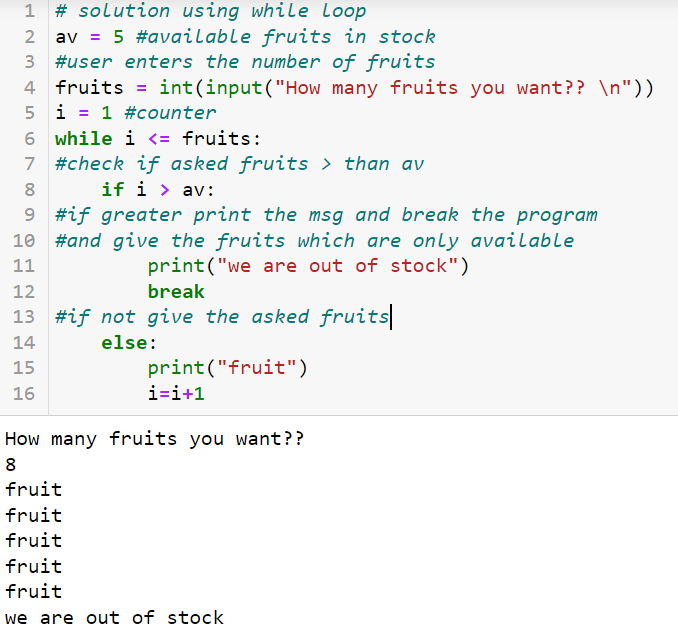 1 # solution using while loop
2 av = 5 #available fruits in stock
3 #user enters the number of fruits
4 fruits = int(input("How many fruits you want?? \n"))
5 i = 1 #counter
6 while i <= fruits:
7 #check if asked fruits > than av
8     if i > av:
9 #if greater print the msg and break the program
10 #and give the fruits which are only available
11         print("we are out of stock")
12         break
13 #if not give the asked fruits
14     else:
15         print("fruit")
16         i=i+1
How many fruits you want??
8
fruit
fruit
fruit
fruit
fruit
we are out of stock